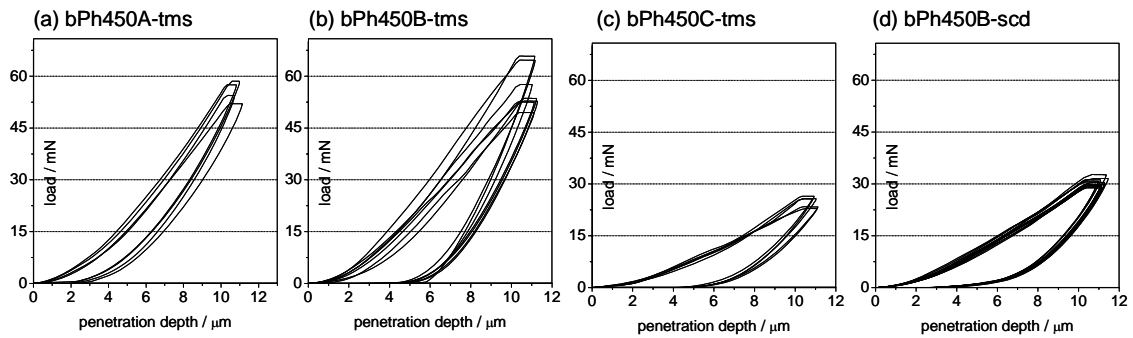 (a) bPh450A-tms
(b) bPh450B-tms
(c) bPh450C-tms
(d) bPh450B-scd
60
45
30
15
0
load / mN
0 2 4 6 8 10 12
penetration depth / μm
60
45
30
15
0
load / mN
0 2 4 6 8 10 12
penetration depth / μm
60
45
30
15
0
load / mN
0 2 4 6 8 10 12
penetration depth / μm
60
45
30
15
0
load / mN
0 2 4 6 8 10 12
penetration depth / μm